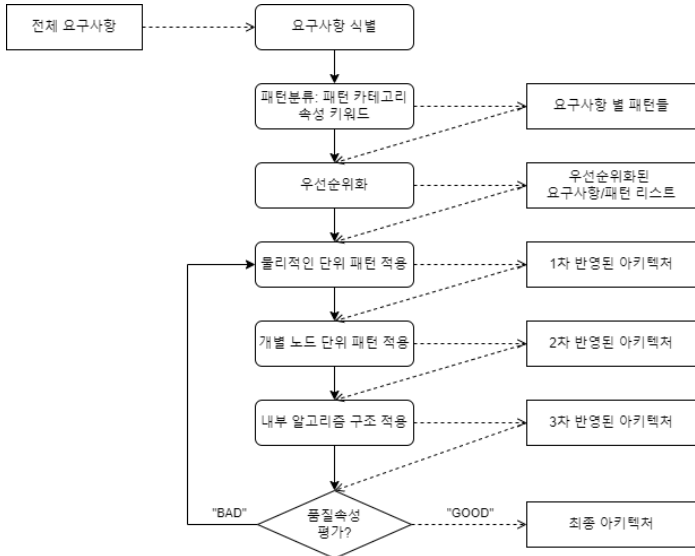 전체 요구사항
요구사항 식별
패턴분류: 패턴 카테고리
속성 키워드
요구사항 별 패턴들
우선순위화
우선순위화된
요구사항/패턴 리스트
물리적인 단위 패턴 적용
1차 반영된 아키텍처
개별 노드 단위 패턴 적용
2차 반영된 아키텍처
내부 알고리즘 구조 적용
3차 반영된 아키텍처
"BAD"
품질속성
평가?
"GOOD"
최종 아키텍처